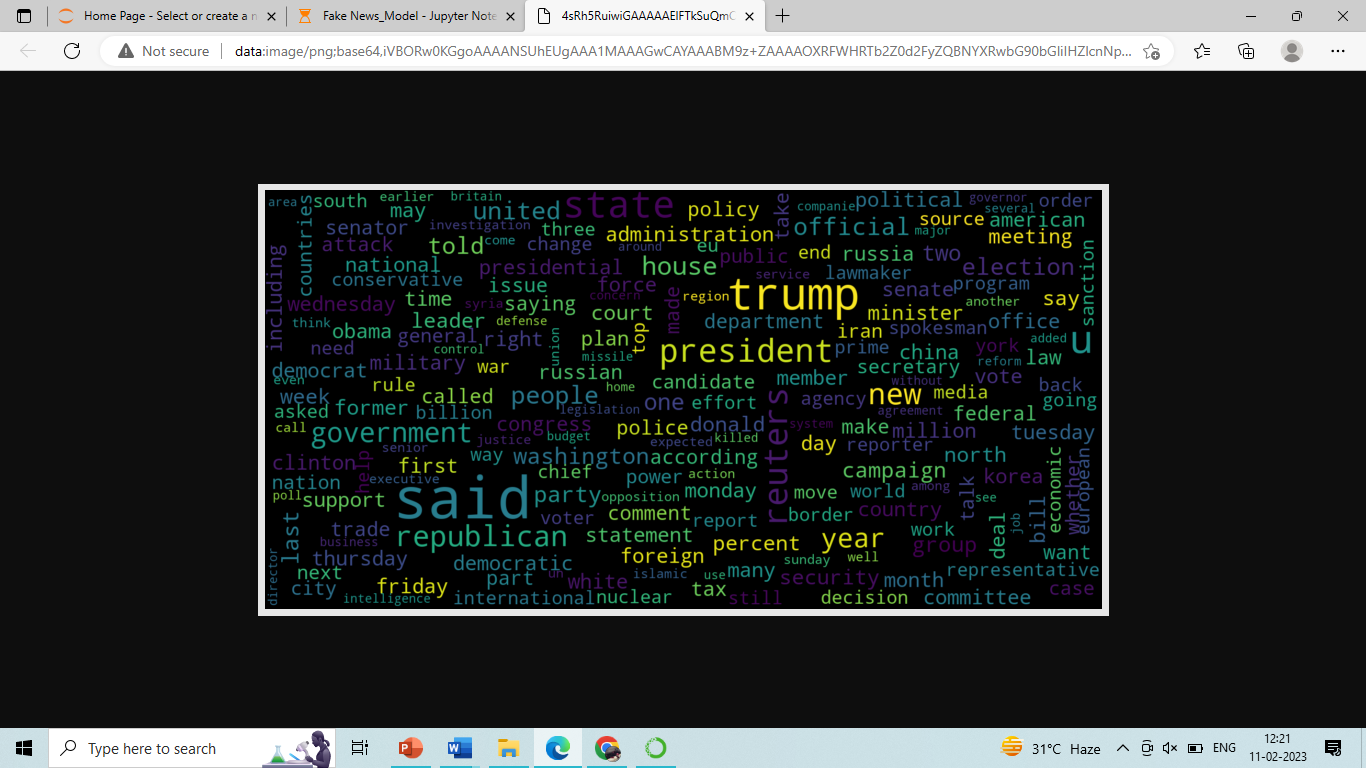 Home Page - Select or create a n
Fake News_Model - Jupyter Note
4sRh5RuiwiGAAAAAElFTkSuQmC
Not secure
data:image/png;base64,iVBORw0KGgoAAAANSUhEUgAAA1MAAAGwCAYAAABM9z+ZAAAAOXRFWHRTb2Z0d2FyZQBNYXRwbG90bGliIHZlcnNp...
area south earlier britain state policy take companie political governor several order
countries may united official source american
senator investigation three administration major meeting
attack told come change around eu public end russia two
including national presidential house service lawmaker election
conservative issue force region trump senate program another say sanction
wednesday time syria saying concern made
think obama leader defense court department minister spokesman office u
need general right union plan top iran added
control missile president prime china york reform law
democrat military war russian candidate member secretary vote
even rule home without back
week called people one effort agency new media going
asked former billion legislation reuters agreement federal
call government congress police donald system make million tuesday
senior justice budget expected killed day reporter
clinton help first way washington according north
nation executive chief power action campaign korea
poll support said party opposition monday move world among talk see economic whether european
last trade voter comment report border country job bill
business republican statement work deal
thursday foreign percent year group want
director next democratic sunday well
city friday part un white islamic use many security month representative
intelligence international nuclear tax still decision committee case
Type here to search
31°C Haze
ENG
12:21
11-02-2023